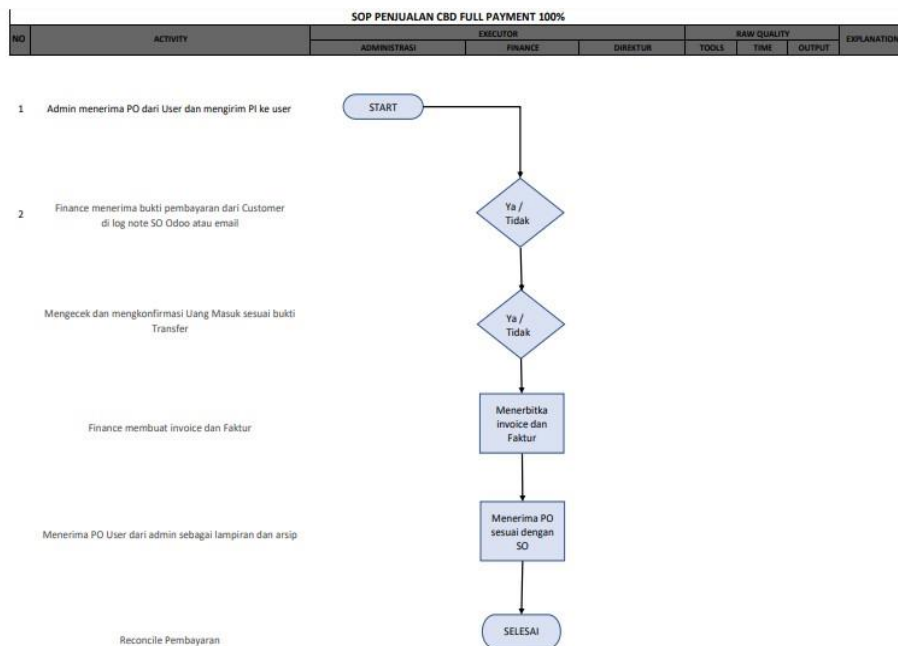 SOP PENJUALAN CBD FULL PAYMENT 100%
NO ACTIVITY EXECUTOR RAW QUALITY EXPLANATION
ADMINISTRASI FINANCE DIREKTUR TOOLS TIME OUTPUT
1 Admin menerima PO dari User dan mengirim PI ke user START
2 Finance menerima bukti pembayaran dari Customer
di log note SO Odoo atau email
Ya /
Tidak
Mengecek dan mengkonfirmasi Uang Masuk sesuai bukti
Transfer
Ya /
Tidak
Finance membuat invoice dan Faktur
Menerbitka
invoice dan
Faktur
Menerima PO User dari admin sebagai lampiran dan arsip
Menerima PO
sesuai dengan
SO
Reconcile Pembayaran
SELESAI